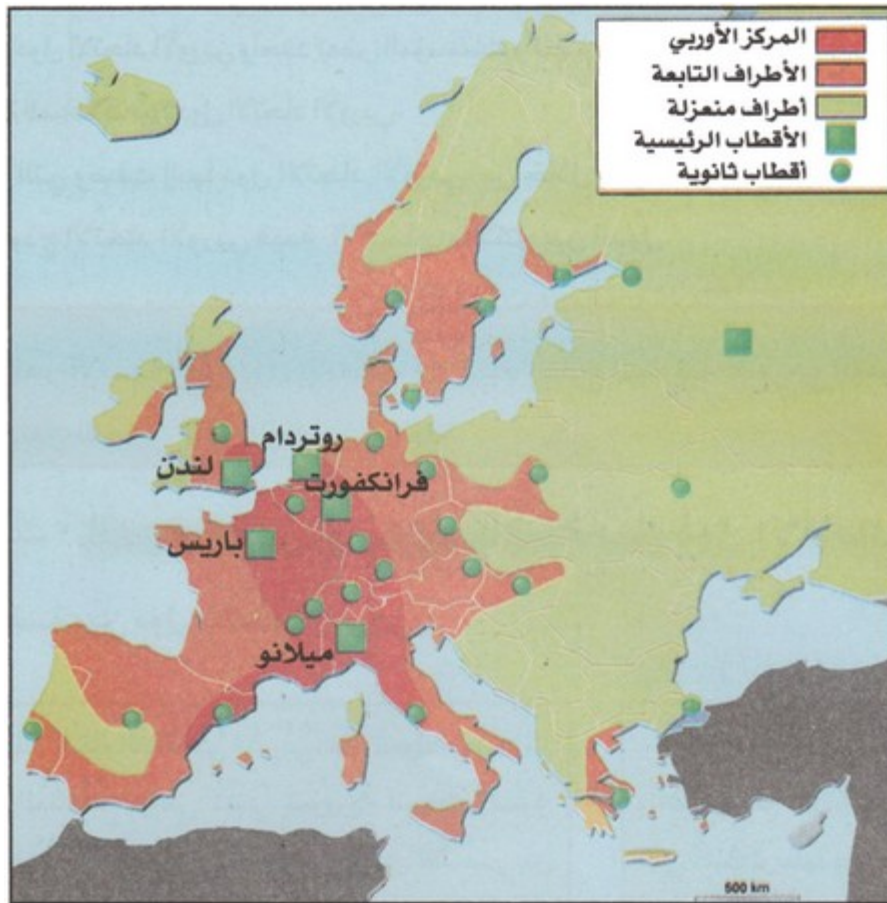 المركز الأوربي
الأطراف التابعة
أطراف منعزلة
الأقطاب الرئيسية
أقطاب ثانوية
روتردام
لندن
فرانكفورت
باريس
ميلانو
500 km